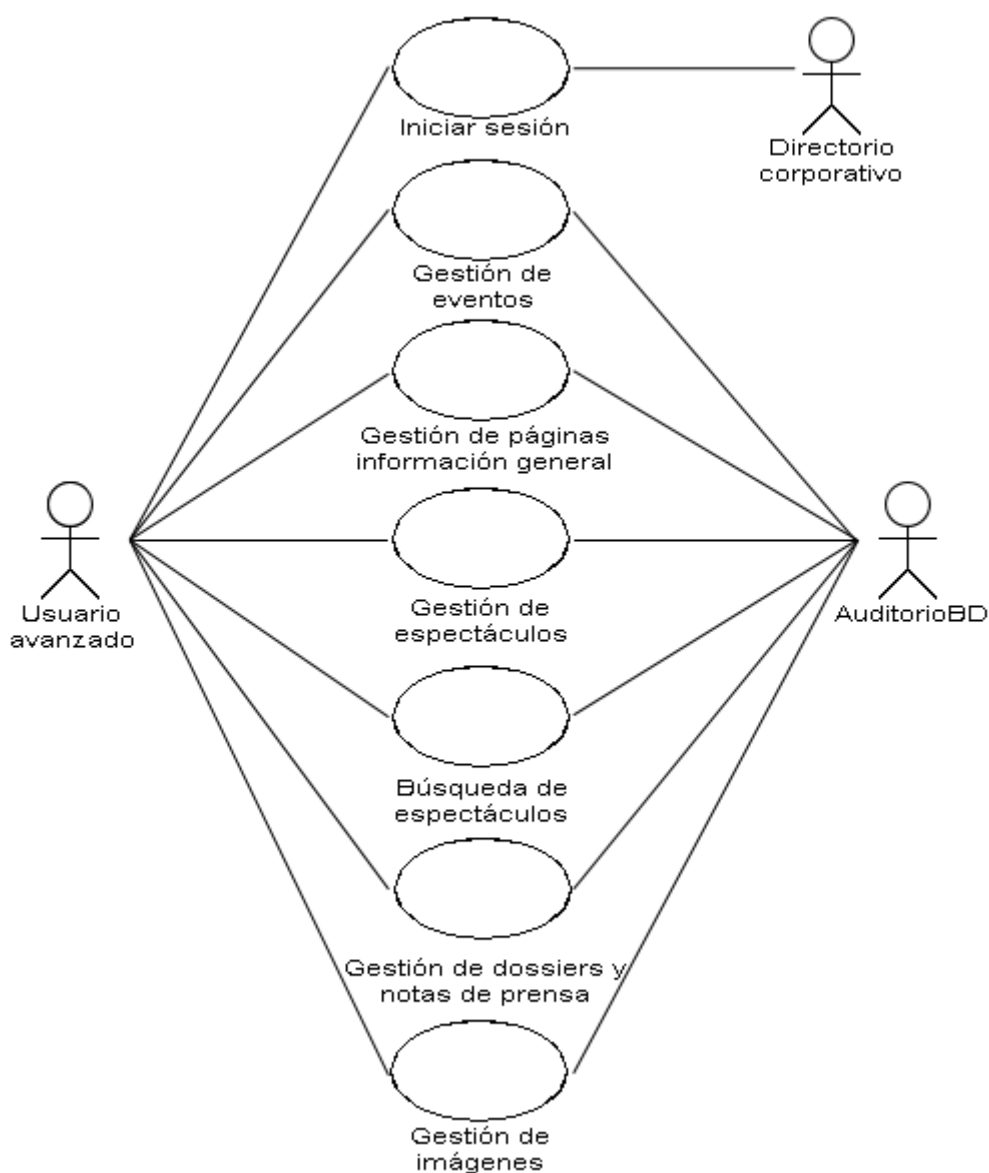 Iniciar sesión
Directorio
corporativo
Gestión de
eventos
Gestión de páginas
información general
Usuario
avanzado
Gestión de
espectáculos
AuditorioBD
Búsqueda de
espectáculos
Gestión de dossiers y
notas de prensa
Gestión de
imágenes